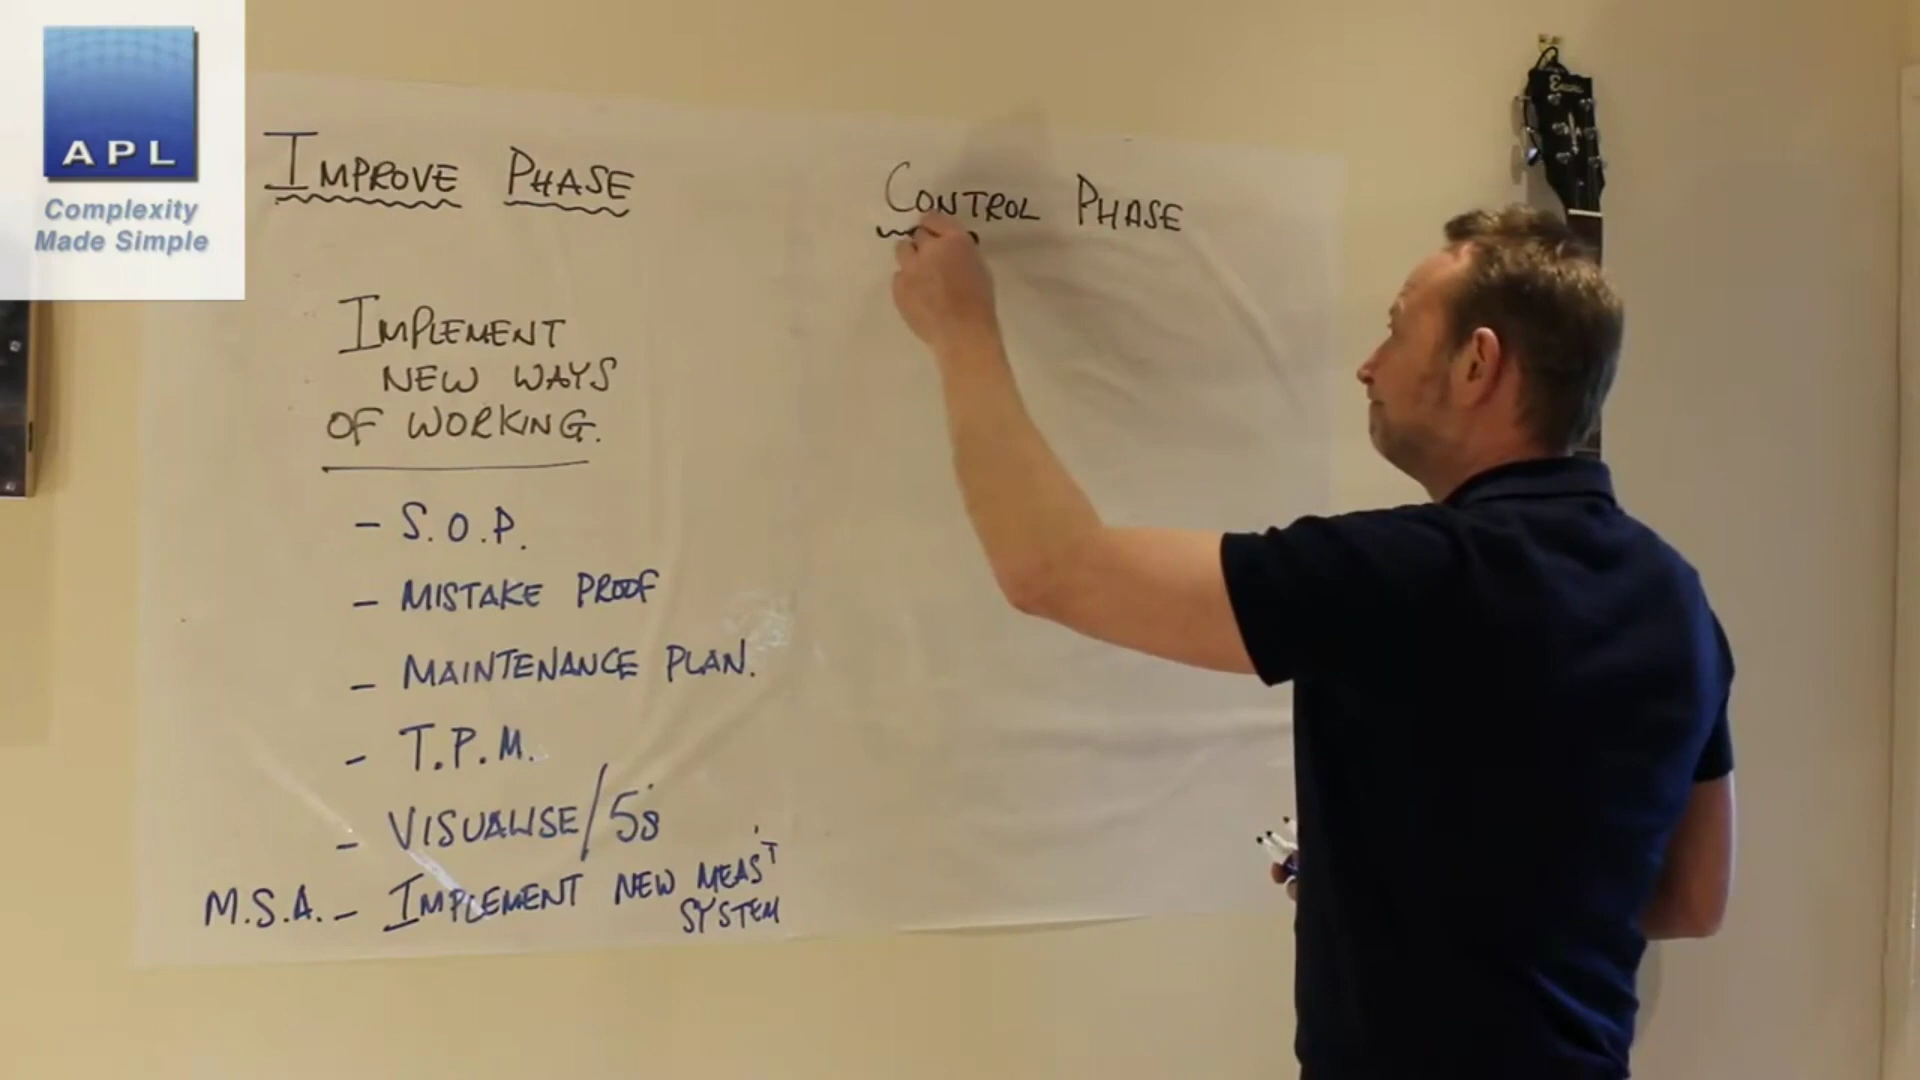 APL
Complexity
Made Simple
IMPROVE PHASE
IMPLEMENT
NEW WAYS
OF WORKING.
- S.O.P.
- MISTAKE PROOF
- MAINTENANCE PLAN.
- T.P.M.
- VISUALISE/5s
M.S.A. - IMPLEMENT NEW MEAS'T
SYSTEM
CONTROL PHASE